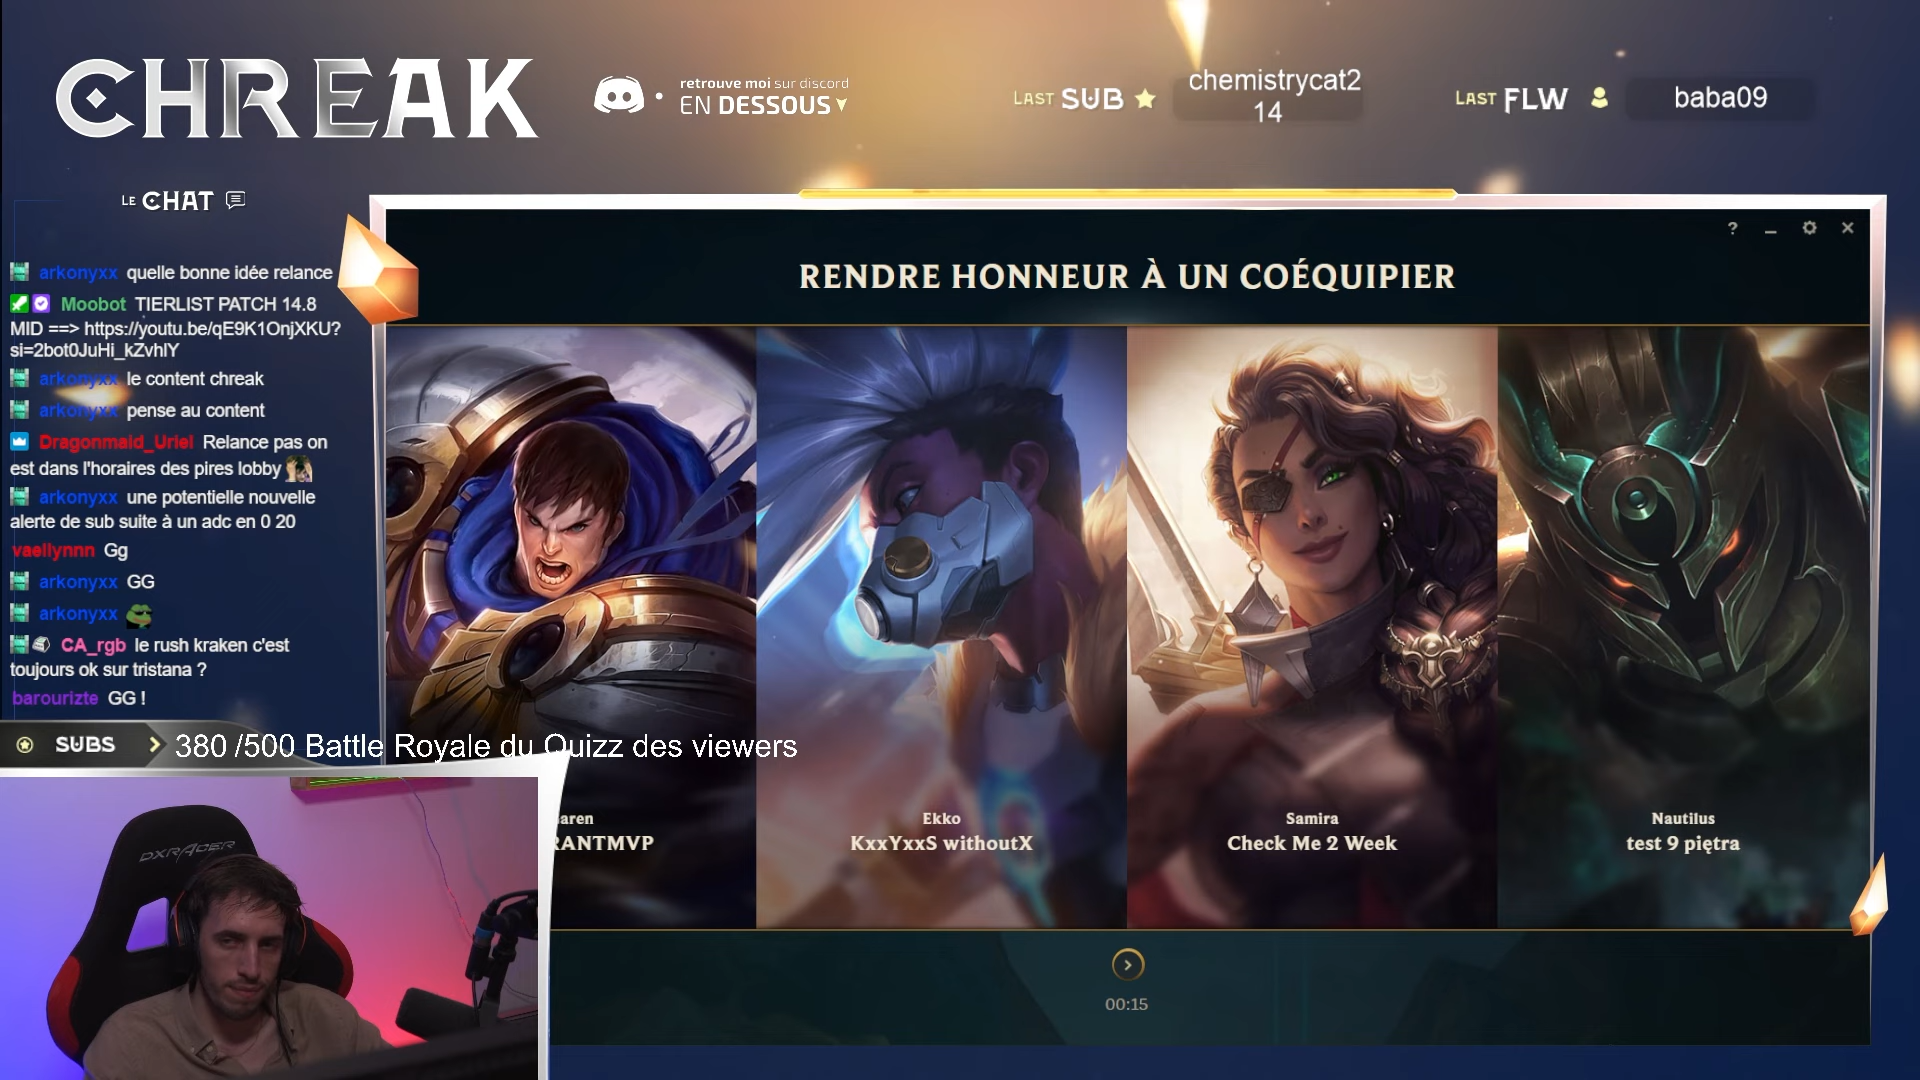 CHREAK
retrouve moi sur discord
EN DESSOUS
LAST SUB
chemistrycat2
14
LAST FLW
baba09
LE CHAT
arkonyxx quelle bonne idée relance
Moobot TIERLIST PATCH 14.8
MID ==> https://youtu.be/qE9K1OnjXKU?
si=2bot0JuHi_kZvhlY
arkonyxx le content chreak
arkonyxx pense au content
Dragonmaid_Uriel Relance pas on
est dans l'horaires des pires lobby
arkonyxx une potentielle nouvelle
alerte de sub suite à un adc en 0 20
vaellynnn Gg
arkonyxx GG
arkonyxx
CA_rgb le rush kraken c'est
toujours ok sur tristana ?
barourizte GG !
SUBS
380 /500 Battle Royale du Quizz des viewers
DXRACER
?
RENDRE HONNEUR À UN COÉQUIPIER
aren
RANTMVP
Ekko
KxxYxxS withoutX
Samira
Check Me 2 Week
Nautilus
test 9 piętra
00:15